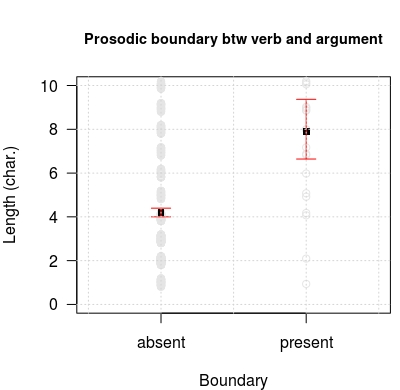 Prosodic boundary btw verb and argument
Length (char.)
10
8
6
4
2
0
absent present
Boundary